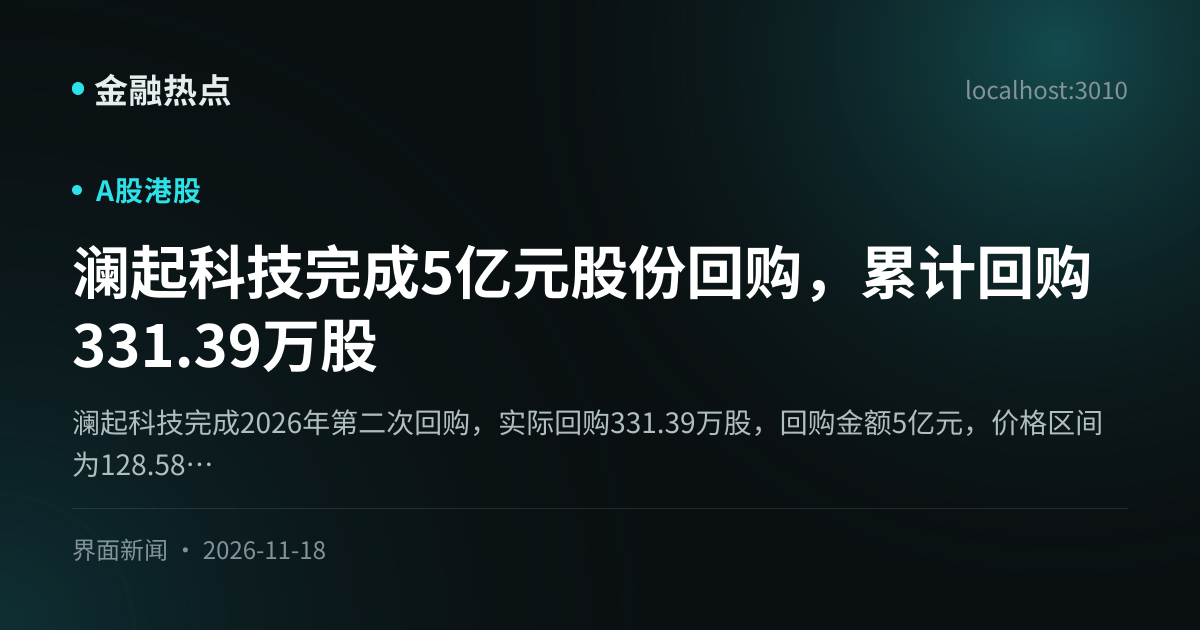 金融热点
localhost:3010
A股港股
澜起科技完成5亿元股份回购，累计回购
331.39万股
澜起科技完成2026年第二次回购，实际回购331.39万股，回购金额5亿元，价格区间
为128.58…
界面新闻 • 2026-11-18